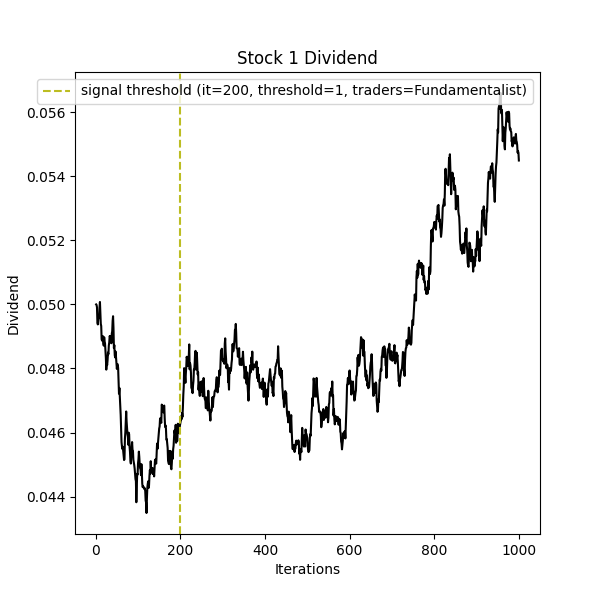 Stock 1 Dividend
signal threshold (it=200, threshold=1, traders=Fundamentalist)
0.056
0.054
0.052
0.050
0.048
0.046
0.044
Dividend
0 200 400 600 800 1000
Iterations